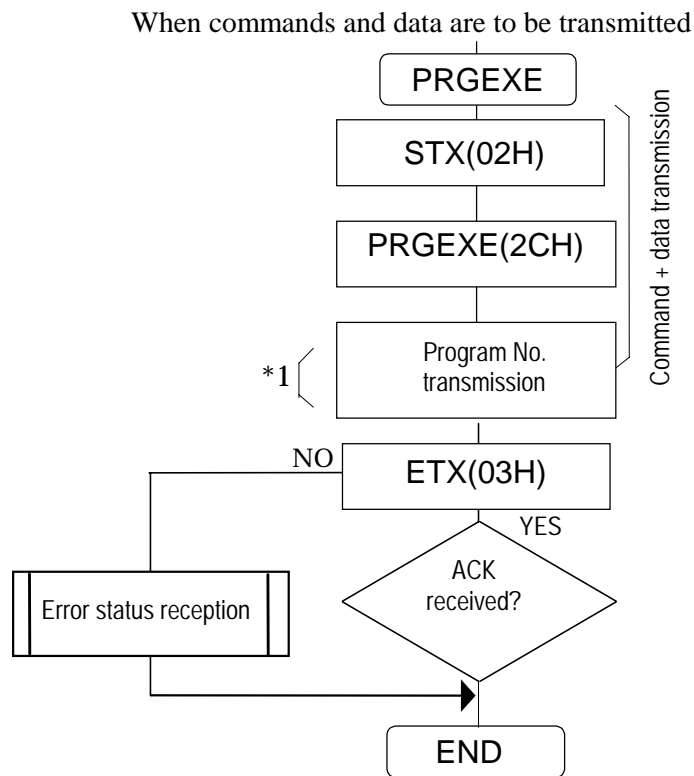 When commands and data are to be transmitted
PRGEXE
STX(02H)
PRGEXE(2CH)
Command + data transmission
Program No.
transmission
*1
NO
ETX(03H)
YES
ACK
received?
Error status reception
END